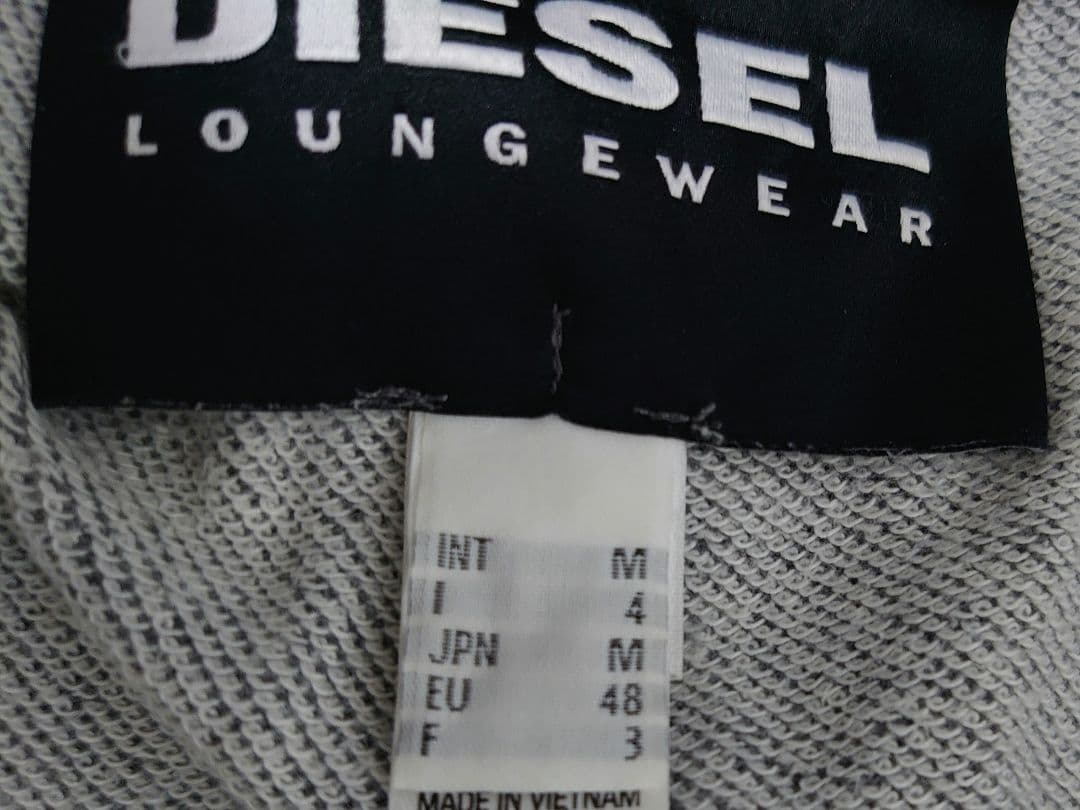 DIESEL
LOUNGEWEAR
INT M
I 4
JPN M
EU 48
F 3
MADE IN VIETNAM